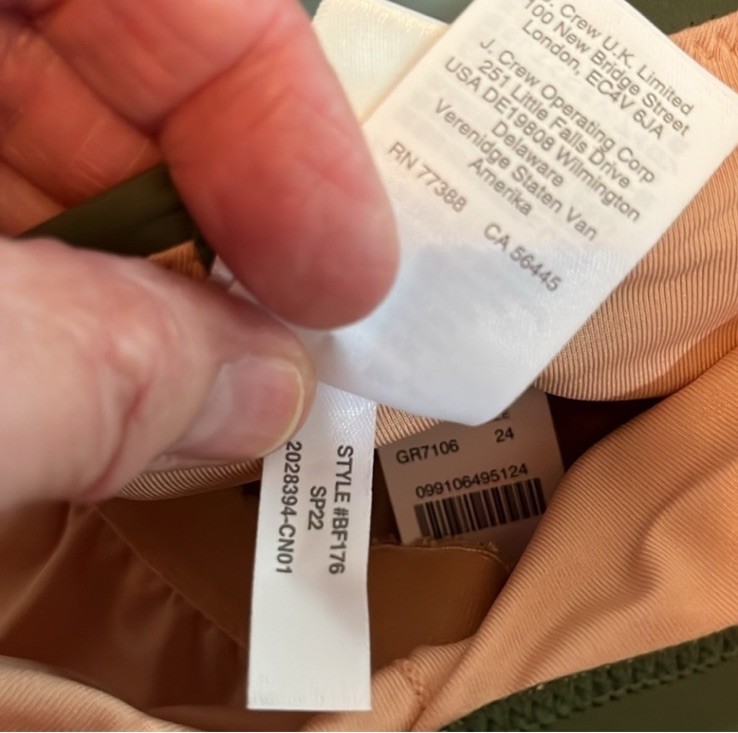 Crew U.K. Limited
100 New Bridge Street
London, EC4V 6JA
J. Crew Operating Corp
251 Little Falls Drive
USA DE19808 Wilmington
Delaware
Verenidge Staten Van
Amerika
RN 77388 CA 56445
STYLE #BF176
SP22
2028394-CN01
GR7106 24
099106495124